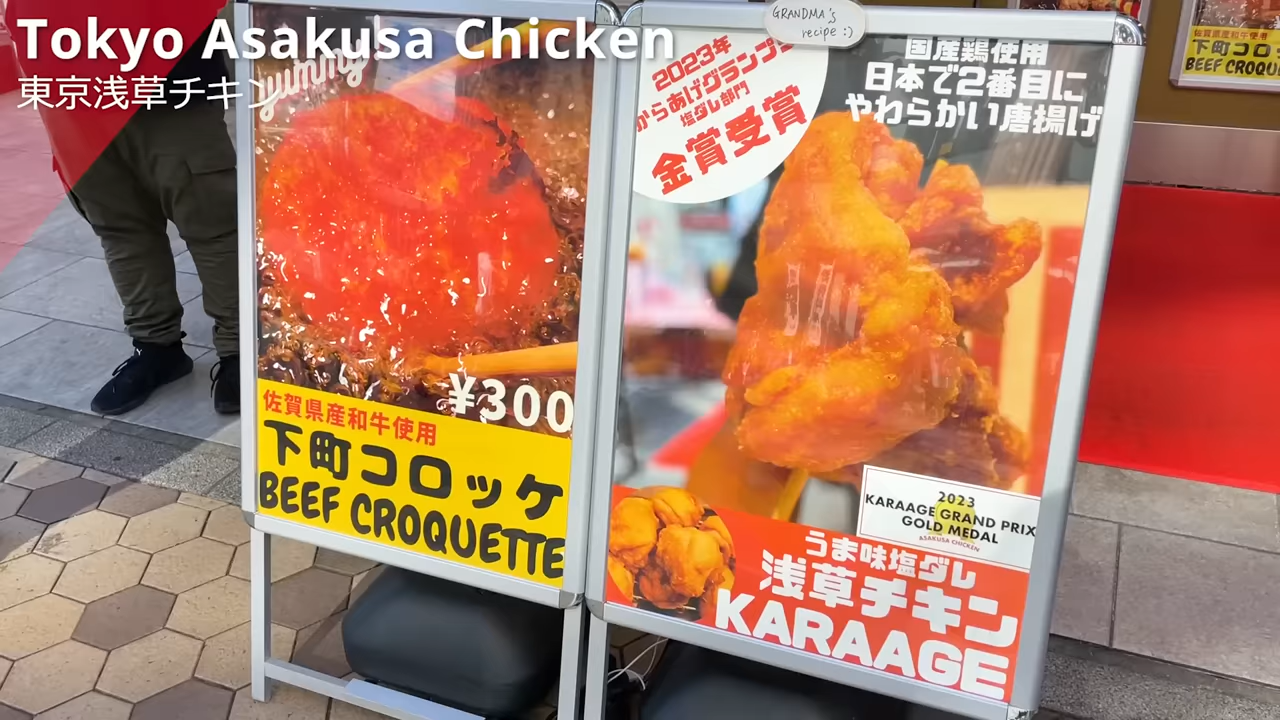 Tokyo Asakusa Chicken
東京浅草チキン
yummy!
¥300
佐賀県産和牛使用
下町コロッケ
BEEF CROQUETTE
GRANDMA'S
recipe :)
2023年
からあげグランプリ
塩ダレ部門
金賞受賞
国産鶏使用
日本で2番目に
やわらかい唐揚げ
2023
KARAAGE GRAND PRIX
GOLD MEDAL
ASAKUSA CHICKEN
うま味塩ダレ
浅草チキン
KARAAGE
佐賀県産和牛使用
下町コロ
BEEF CROQU